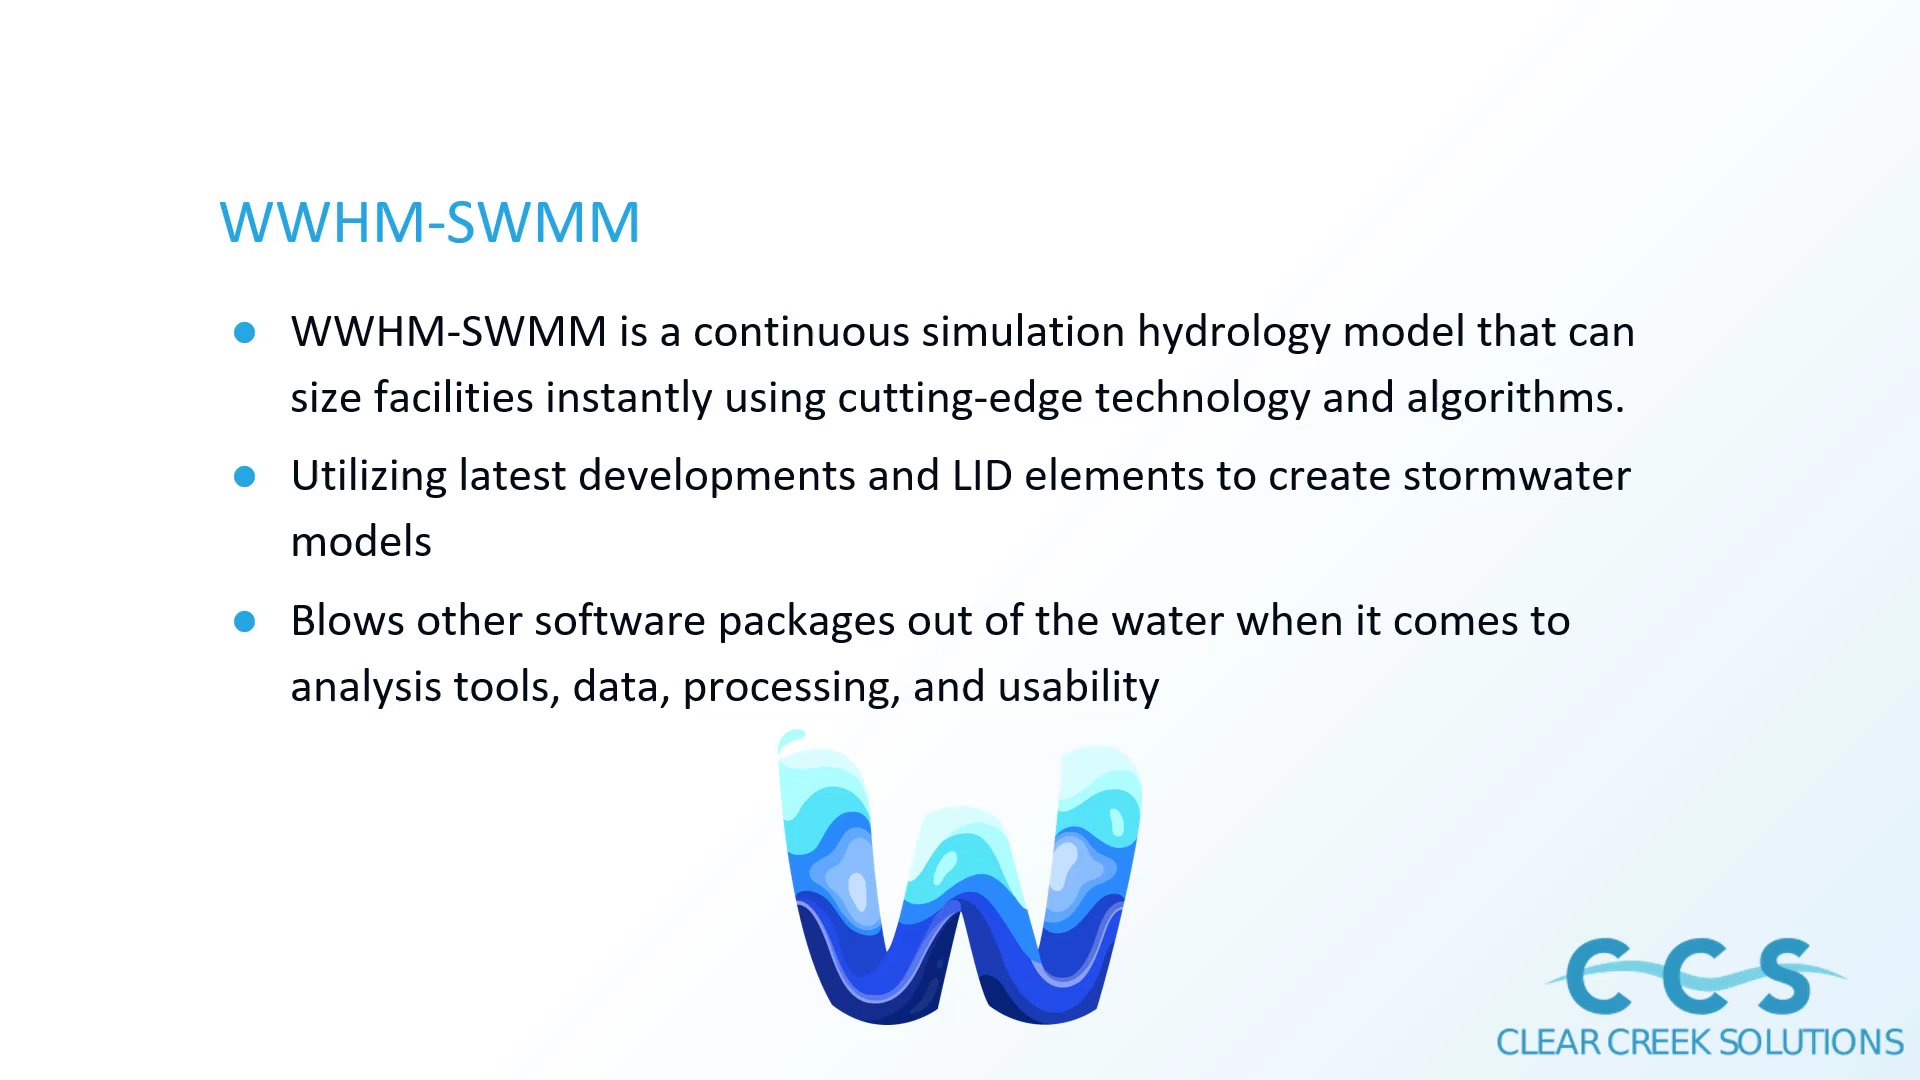 WWHM-SWMM
● WWHM-SWMM is a continuous simulation hydrology model that can
size facilities instantly using cutting-edge technology and algorithms.
● Utilizing latest developments and LID elements to create stormwater
models
● Blows other software packages out of the water when it comes to
analysis tools, data, processing, and usability
W
CCS
CLEAR CREEK SOLUTIONS